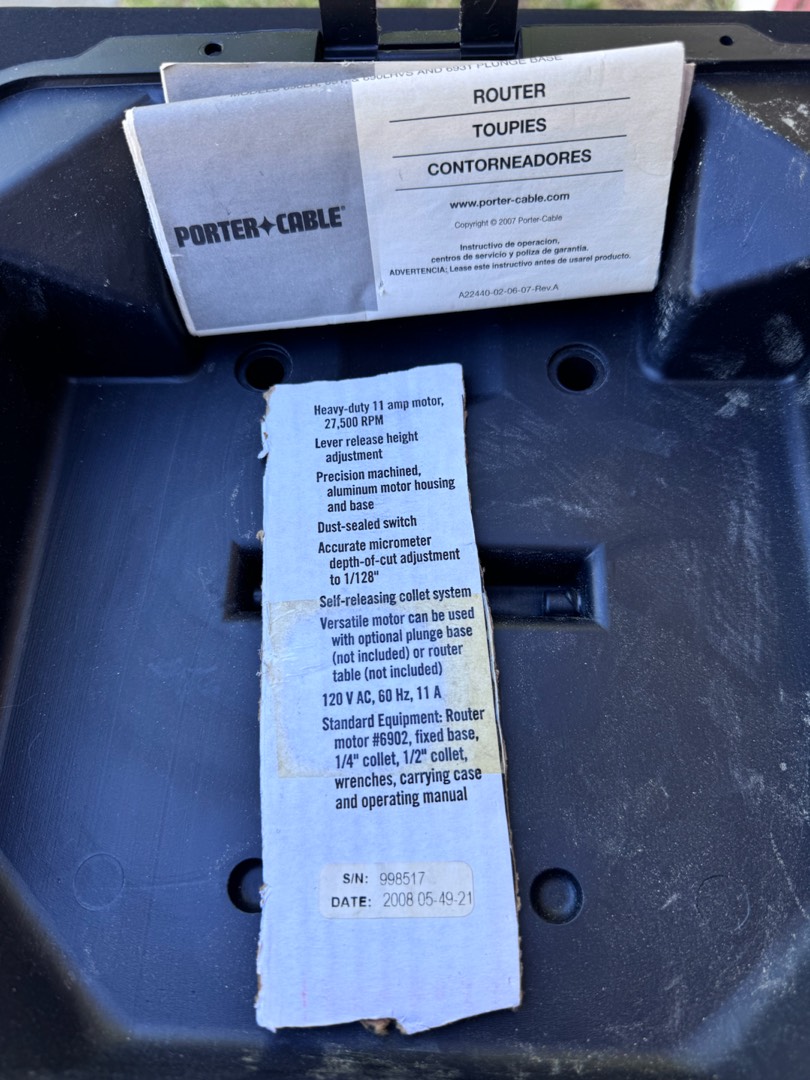 690LRVS AND 6931 PLUNGE BASE
ROUTER
TOUPIES
CONTORNEADORES
PORTER CABLE®
www.porter-cable.com
Copyright © 2007 Porter-Cable
Instructivo de operacion,
centros de servicio y poliza de garantia.
ADVERTENCIA: Lease este instructivo antes de usarel producto.
A22440-02-06-07-Rev.A
Heavy-duty 11 amp motor,
27,500 RPM
Lever release height
adjustment
Precision machined,
aluminum motor housing
and base
Dust-sealed switch
Accurate micrometer
depth-of-cut adjustment
to 1/128"
Self-releasing collet system
Versatile motor can be used
with optional plunge base
(not included) or router
table (not included)
120 V AC, 60 Hz, 11 A
Standard Equipment: Router
motor #6902, fixed base,
1/4" collet, 1/2" collet,
wrenches, carrying case
and operating manual
S/N: 998517
DATE: 2008 05-49-21